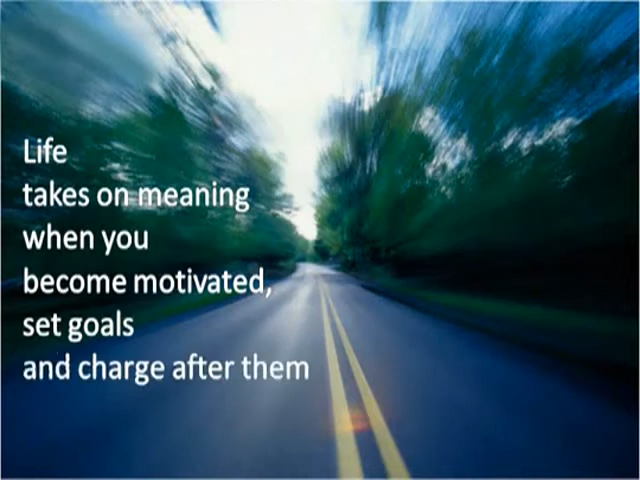 Life
takes on meaning
when you
become motivated,
set goals
and charge after them